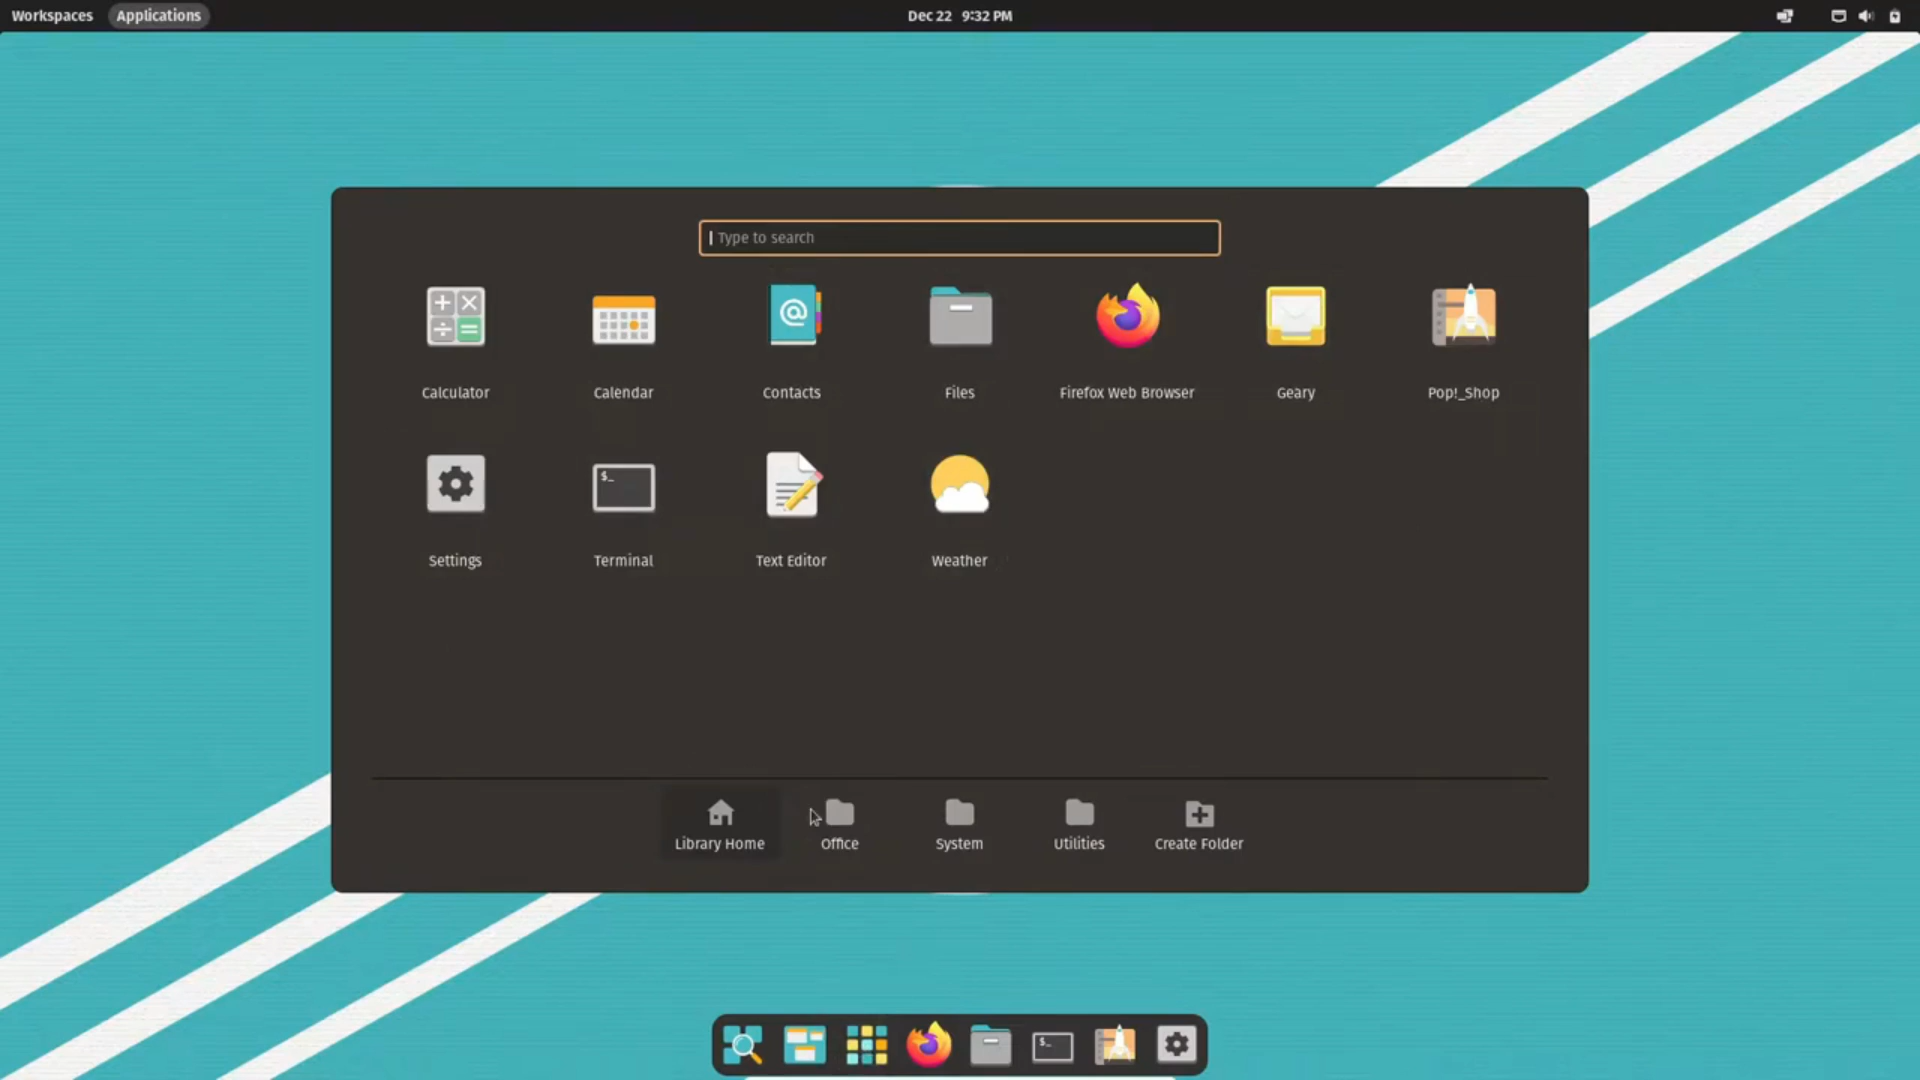 Workspaces Applications Dec 22 9:32 PM
Type to search
Calculator Calendar Contacts Files Firefox Web Browser Geary Pop!_Shop
$_
Settings Terminal Text Editor Weather
Library Home Office System Utilities Create Folder
$_